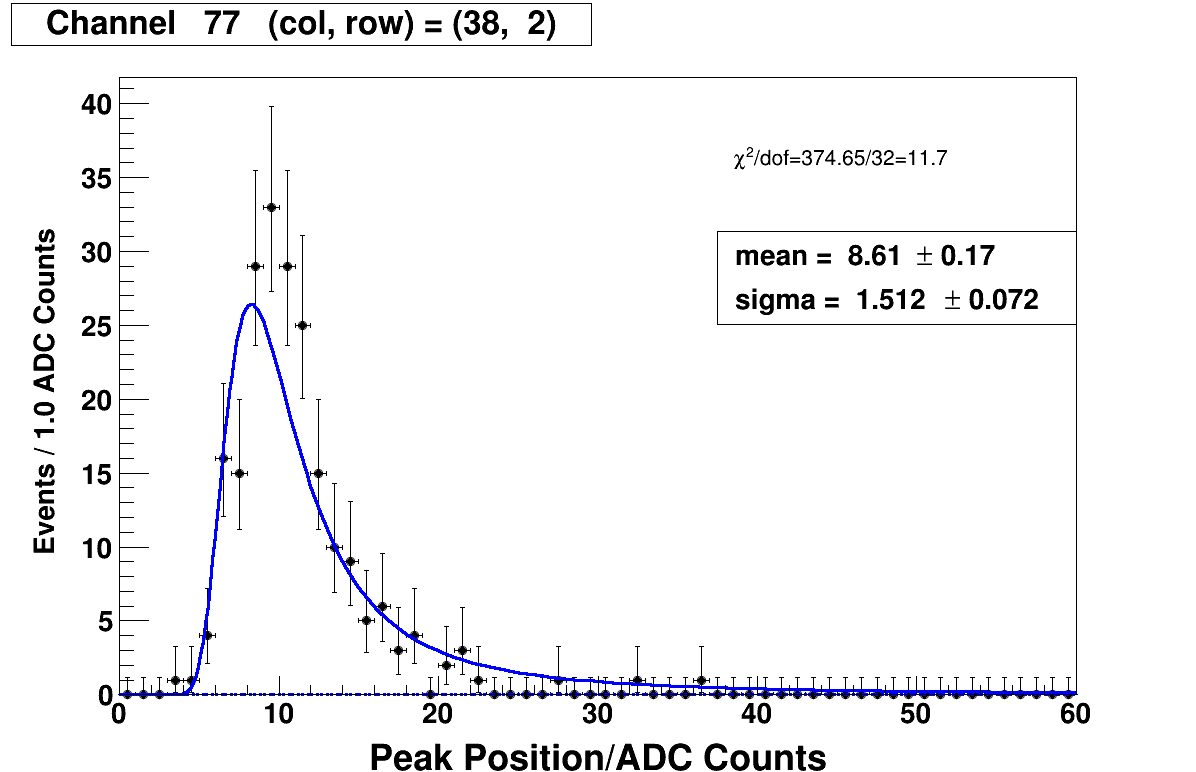 Channel 77 (col, row) = (38, 2)
40
35
30
25
20
15
10
5
0
Events / 1.0 ADC Counts
χ²/dof=374.65/32=11.7
mean = 8.61 ± 0.17
sigma = 1.512 ± 0.072
0 10 20 30 40 50 60
Peak Position/ADC Counts